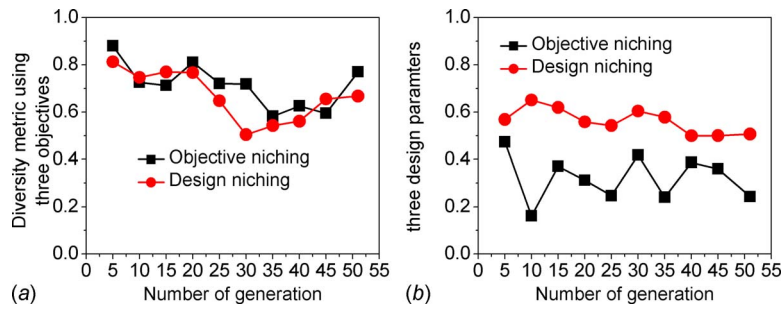 Diversity metric using
three objectives
1.0
0.8
0.6
0.4
0.2
0.0
Objective niching
Design niching
0 5 10 15 20 25 30 35 40 45 50 55
Number of generation
(a)
three design paramters
1.0
0.8
0.6
0.4
0.2
0.0
Objective niching
Design niching
0 5 10 15 20 25 30 35 40 45 50 55
Number of generation
(b)